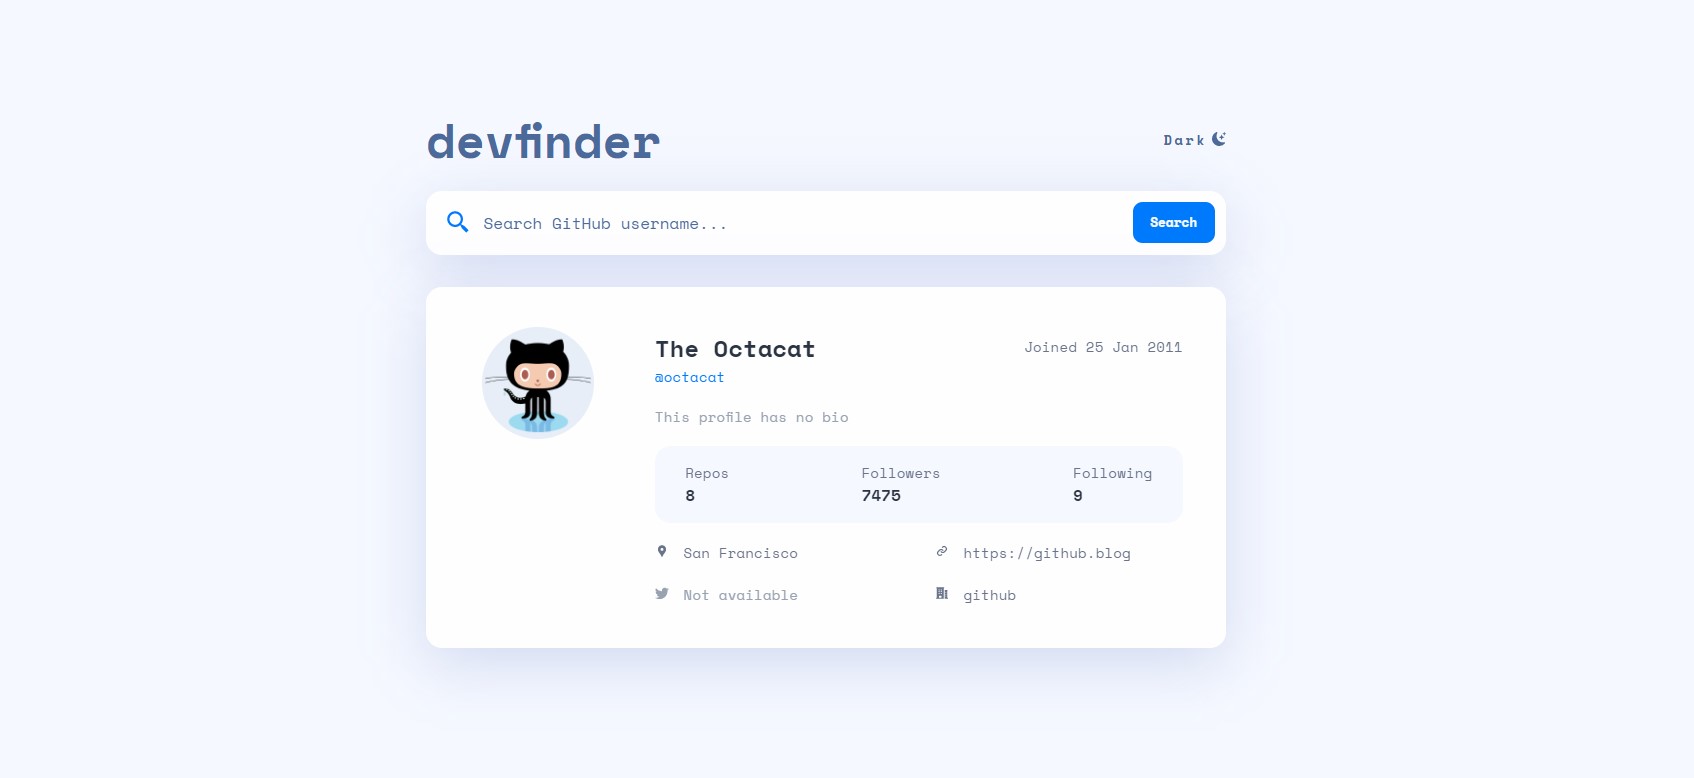 devfinder
Dark
Search GitHub username...
Search
The Octacat
Joined 25 Jan 2011
@octacat
This profile has no bio
Repos
Followers
Following
8
7475
9
San Francisco
https://github.blog
Not available
github